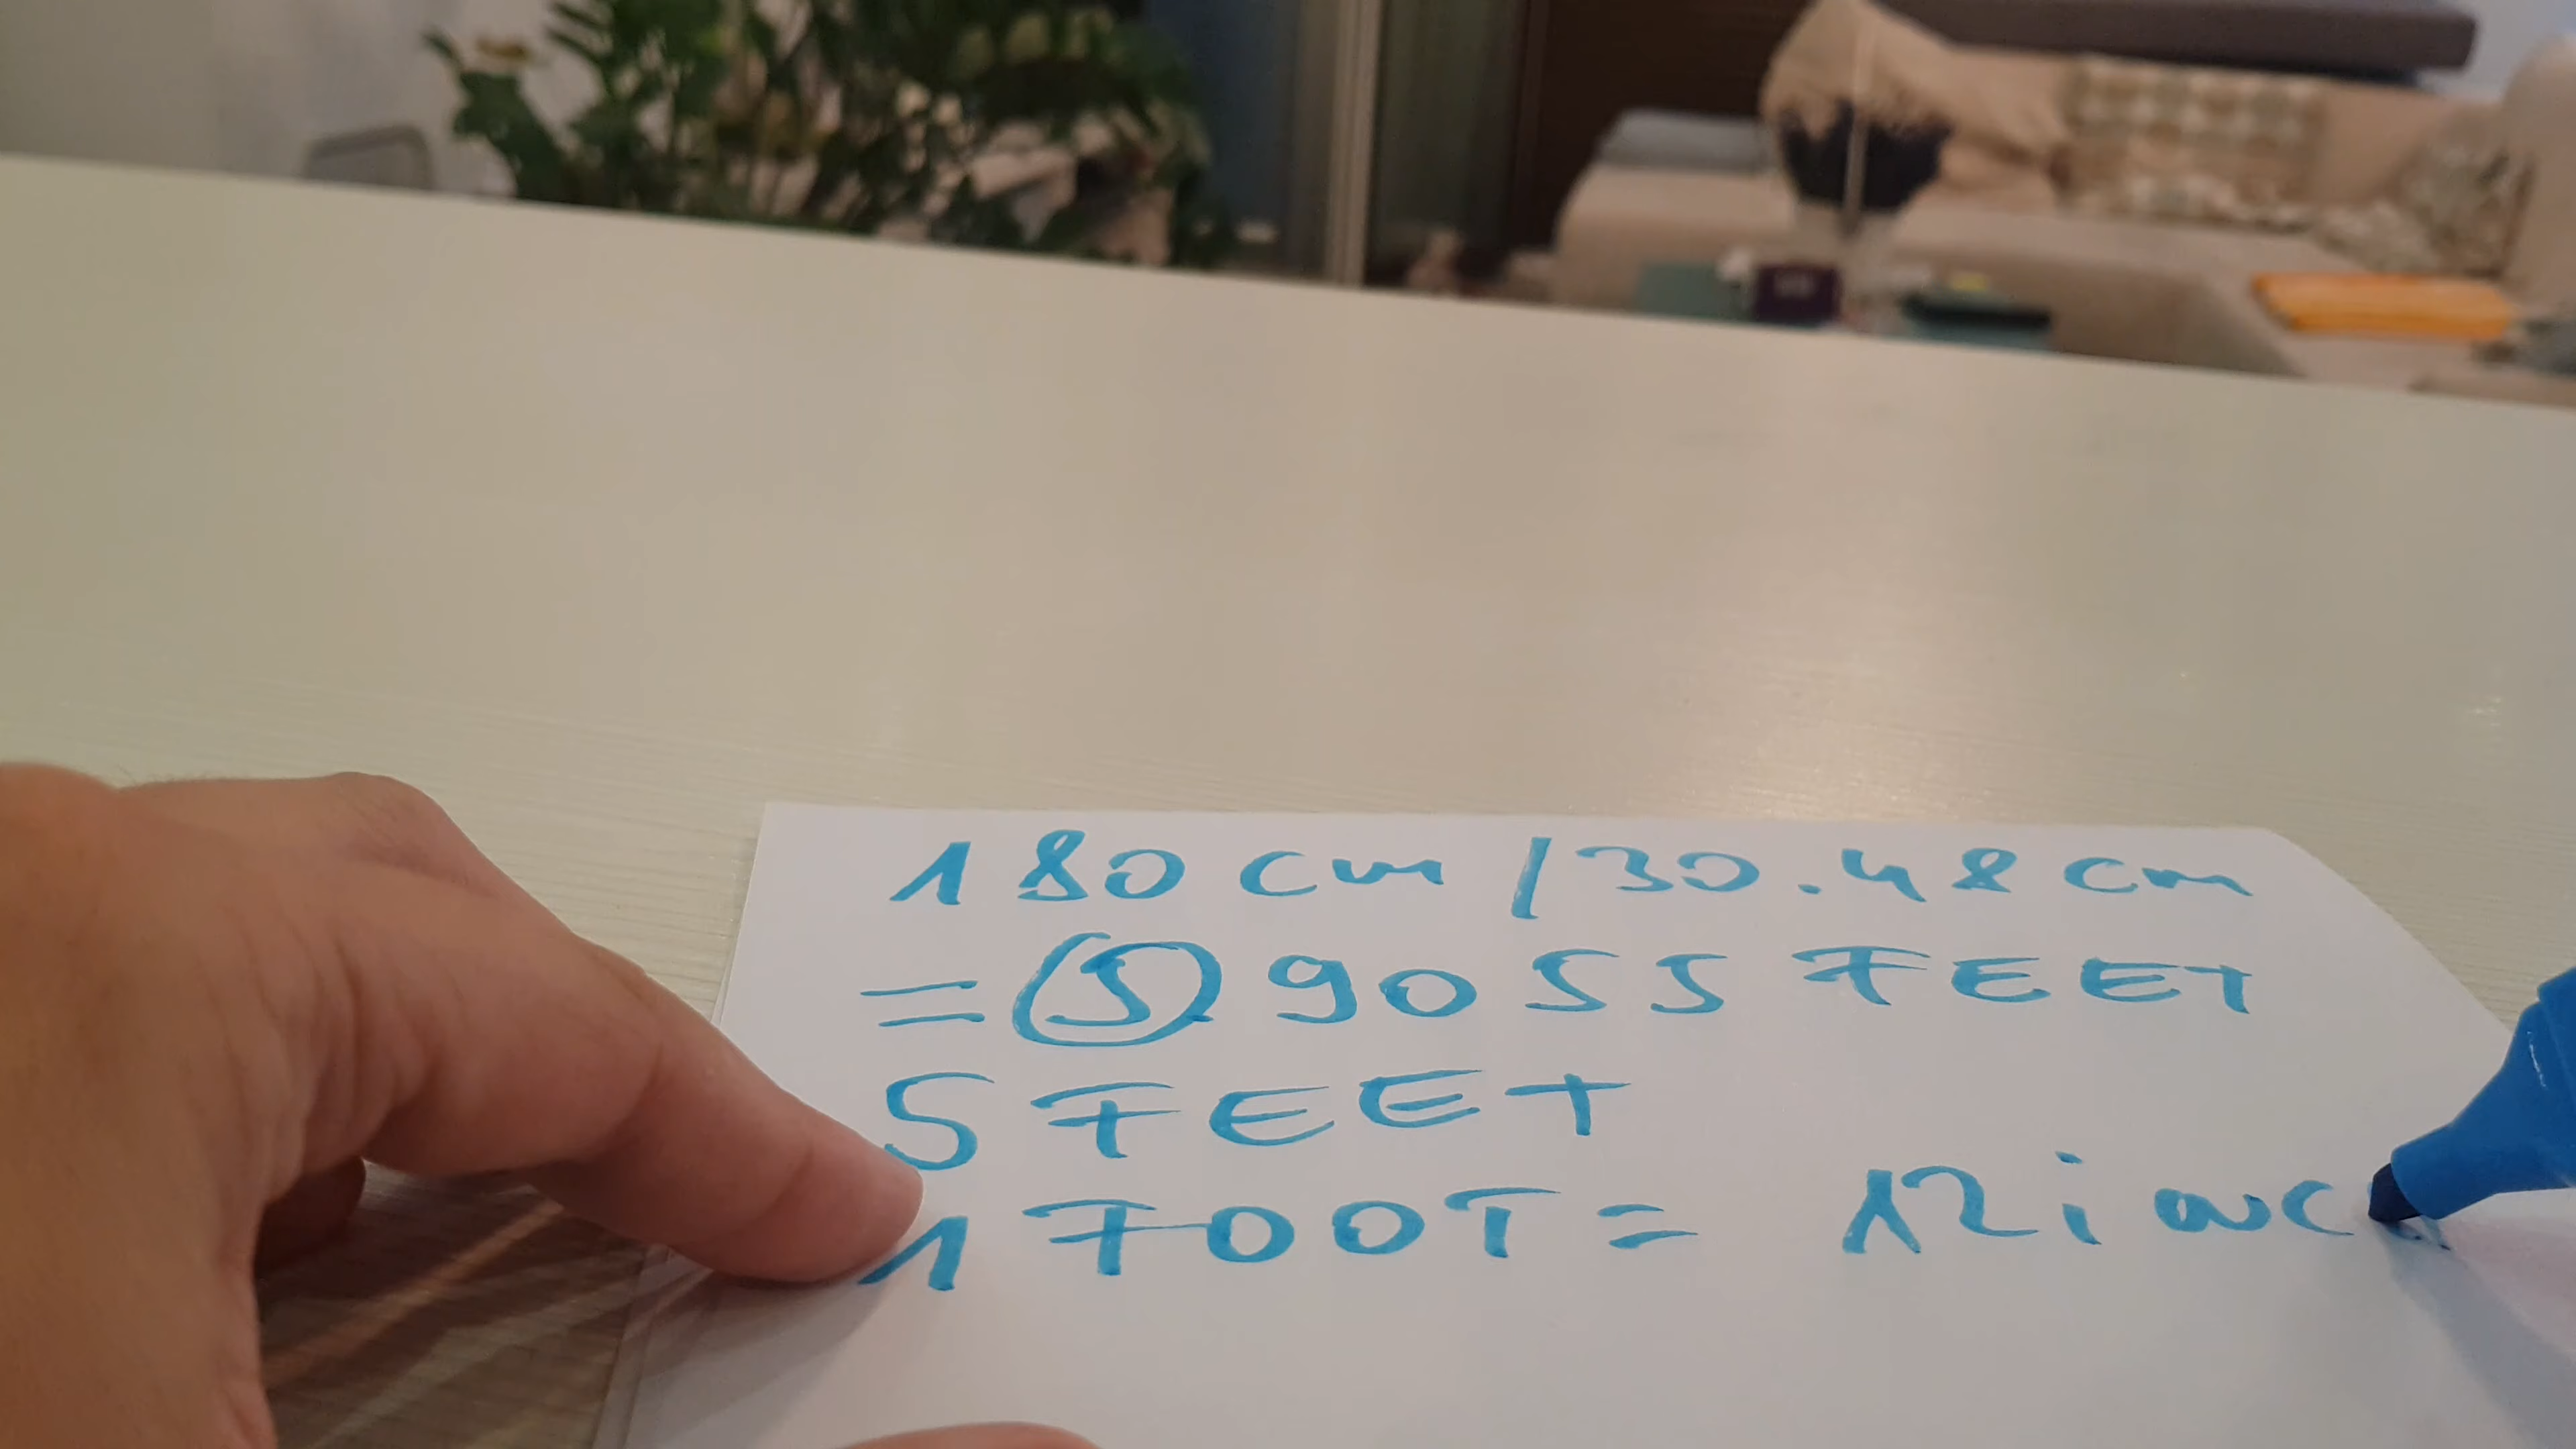 180 cm / 30.48 cm
= 5.9055 FEET
5 FEET
1 FOOT = 12 inc